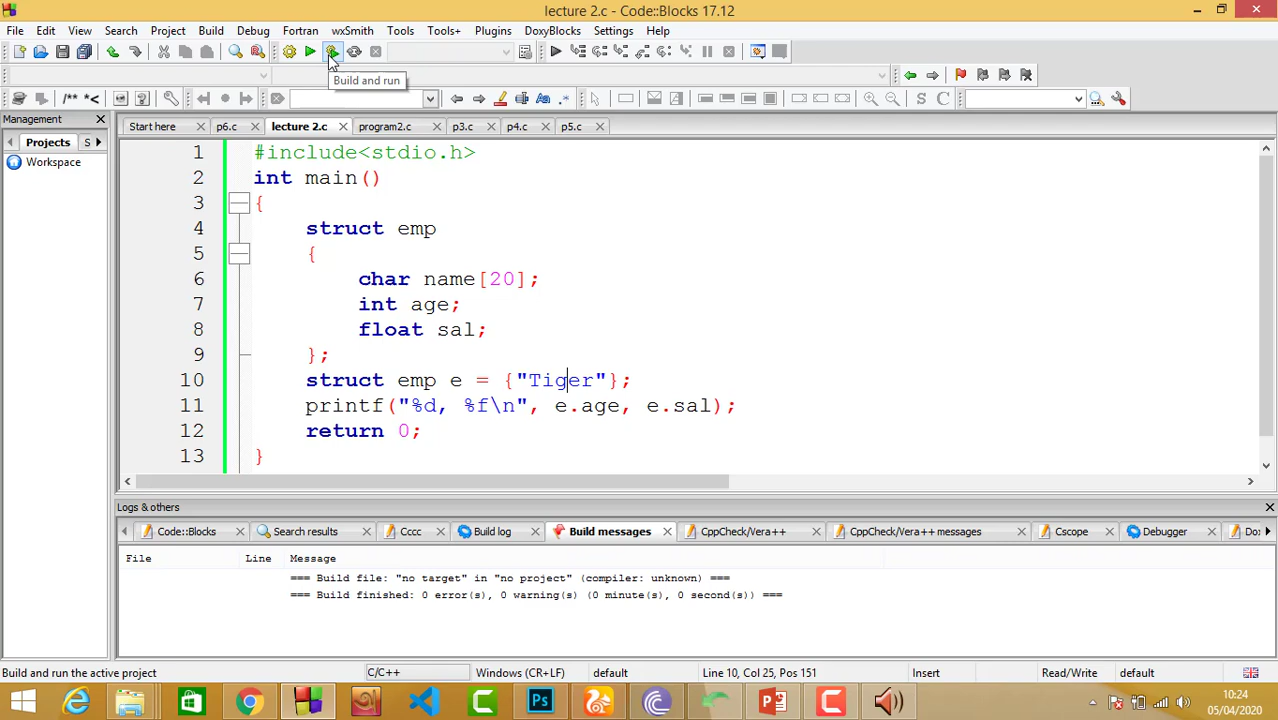 lecture 2.c - Code::Blocks 17.12
File Edit View Search Project Build Debug Fortran wxSmith Tools Tools+ Plugins DoxyBlocks Settings Help
Build and run
/** *<
Aa .* S C
Management
Start here p6.c lecture 2.c program2.c p3.c p4.c p5.c
Projects S
Workspace
1 #include<stdio.h>
2 int main()
3 {
4 struct emp
5 {
6 char name[20];
7 int age;
8 float sal;
9 };
10 struct emp e = {"Tiger"};
11 printf("%d, %f\n", e.age, e.sal);
12 return 0;
13 }
Logs & others
Code::Blocks Search results Cccc Build log Build messages CppCheck/Vera++ CppCheck/Vera++ messages Cscope Debugger Do
File Line Message
=== Build file: "no target" in "no project" (compiler: unknown) ===
=== Build finished: 0 error(s), 0 warning(s) (0 minute(s), 0 second(s)) ===
Build and run the active project C/C++ Windows (CR+LF) default Line 10, Col 25, Pos 151 Insert Read/Write default
Ps
10:24
05/04/2020